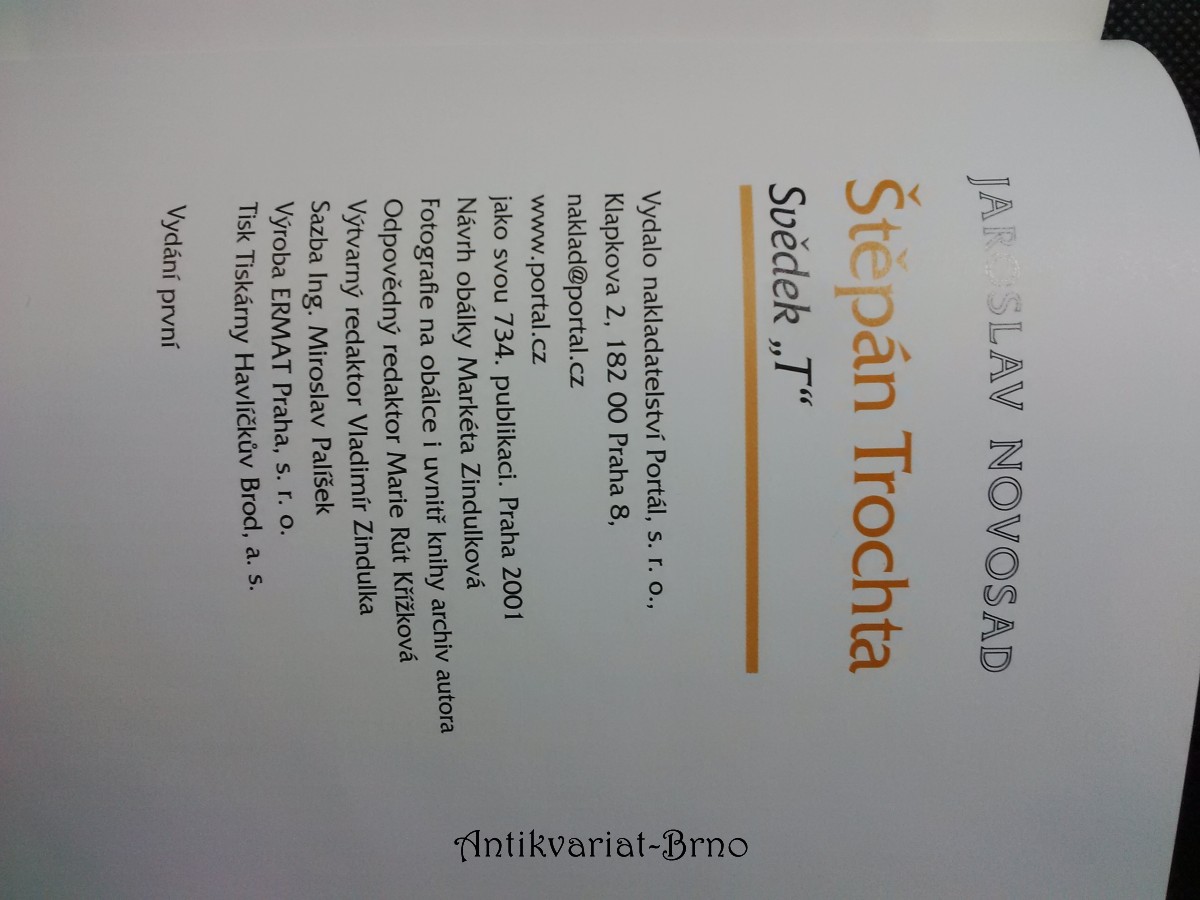 JAROSLAV NOVOSAD
Štěpán Trochta
Svědek „T“
Vydalo nakladatelství Portál, s. r. o.,
Klapkova 2, 182 00 Praha 8,
naklad@portal.cz
www.portal.cz
jako svou 734. publikaci. Praha 2001
Návrh obálky Markéta Zindulková
Fotografie na obálce i uvnitř knihy archiv autora
Odpovědný redaktor Marie Rút Křížková
Výtvarný redaktor Vladimír Zindulka
Sazba Ing. Miroslav Palíšek
Výroba ERMAT Praha, s. r. o.
Tisk Tiskárny Havlíčkův Brod, a. s.
Vydání první
Antikvariat-Brno